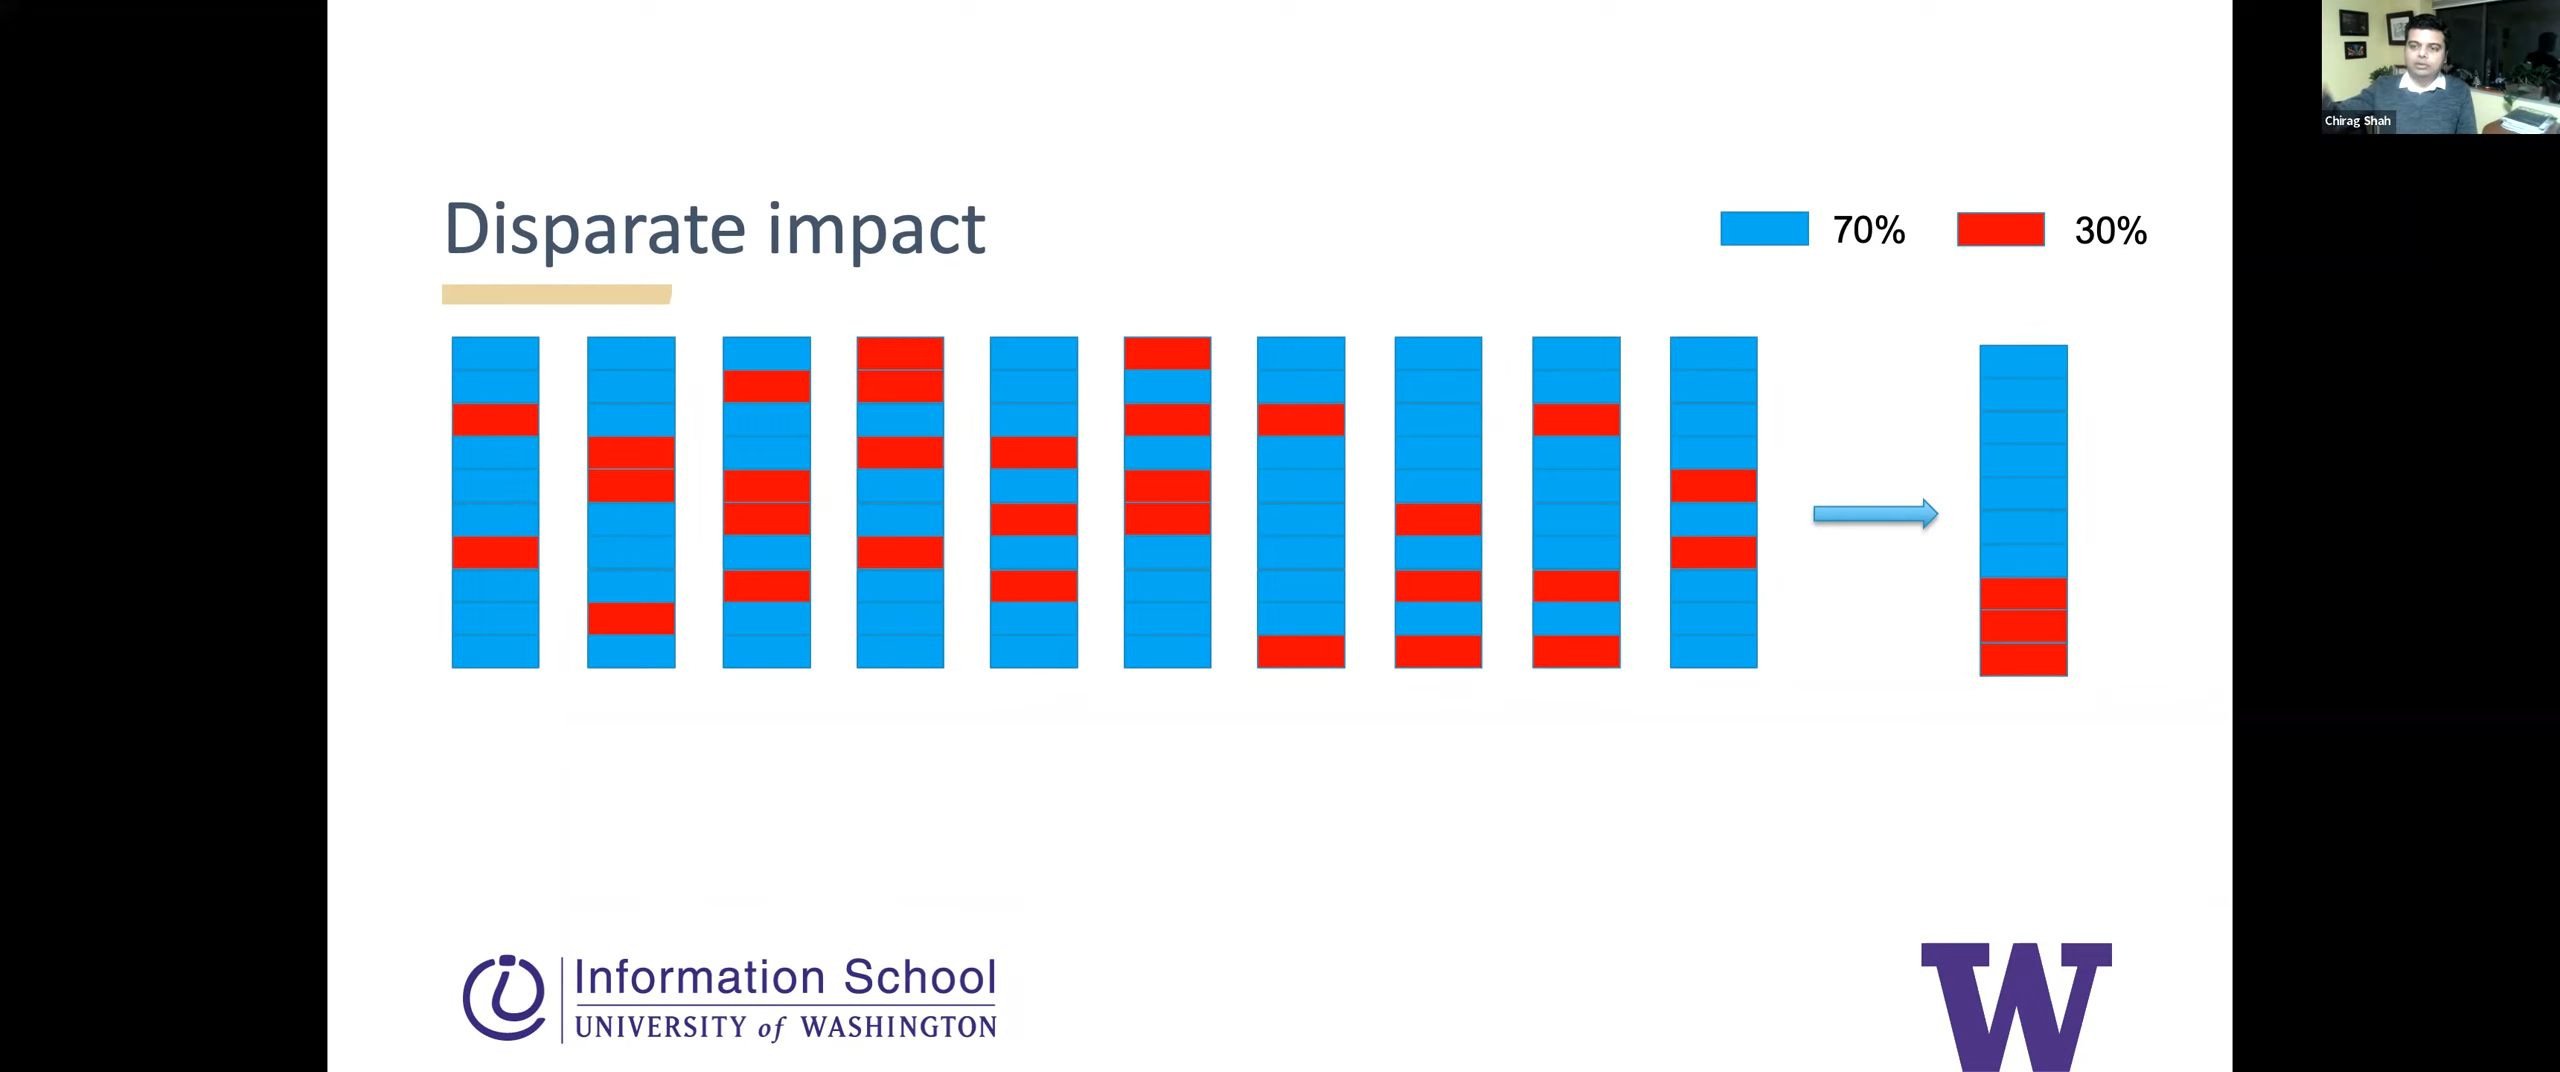 Chirag Shah
Disparate impact
70%
30%
Information School
UNIVERSITY of WASHINGTON
W